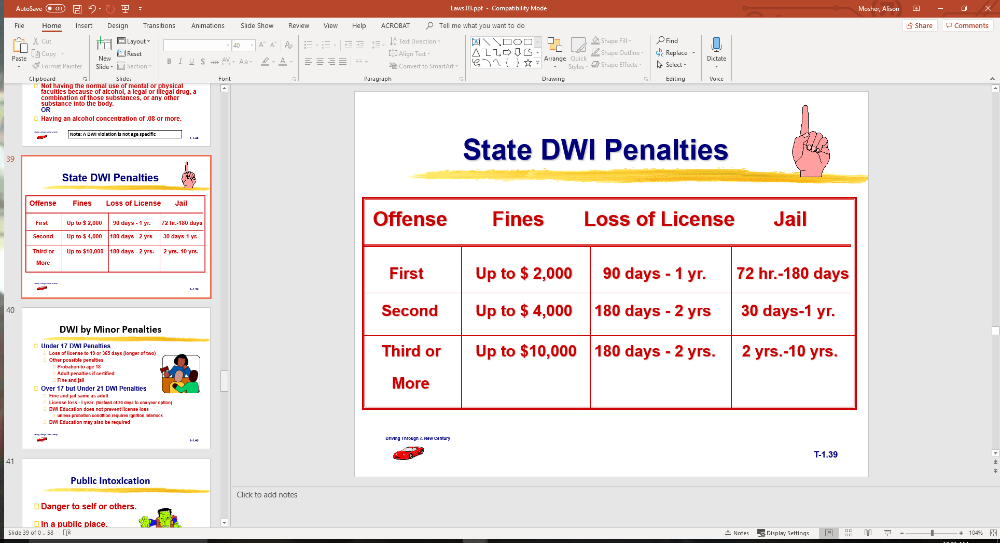 AutoSave Off
Laws.03.ppt - Compatibility Mode
Mosher, Alison
File Home Insert Design Transitions Animations Slide Show Review View Help ACROBAT Tell me what you want to do
Share Comments
Paste
Cut
Copy
Format Painter
Clipboard
New
Slide
Layout
Reset
Section
Slides
40
B I U S ab AV Aa A
Font
Text Direction
Align Text
Convert to SmartArt
Paragraph
Arrange
Quick
Styles
Shape Fill
Shape Outline
Shape Effects
Drawing
Find
Replace
Select
Editing
Dictate
Voice
Not having the normal use of mental or physical
faculties because of alcohol, a legal or illegal drug, a
combination of those substances, or any other
substance into the body.
OR
Having an alcohol concentration of .08 or more.
Note: A DWI violation is not age specific
T-1.38
39
State DWI Penalties
Offense Fines Loss of License Jail
First Up to $ 2,000 90 days - 1 yr. 72 hr.-180 days
Second Up to $ 4,000 180 days - 2 yrs 30 days-1 yr.
Third or Up to $10,000 180 days - 2 yrs. 2 yrs.-10 yrs.
More
T-1.39
40
DWI by Minor Penalties
Under 17 DWI Penalties
Loss of license to 19 or 365 days (longer of two)
Other possible penalties
Probation to age 18
Adult penalties if certified
Fine and jail
Over 17 but Under 21 DWI Penalties
Fine and jail same as adult
License loss - I year (instead of 90 days to one year option)
DWI Education does not prevent license loss
unless probation condition requires ignition interlock
DWI Education may also be required
T-1.40
41
Public Intoxication
Danger to self or others.
In a public place.
State DWI Penalties
Offense Fines Loss of License Jail
First Up to $ 2,000 90 days - 1 yr. 72 hr.-180 days
Second Up to $ 4,000 180 days - 2 yrs 30 days-1 yr.
Third or Up to $10,000 180 days - 2 yrs. 2 yrs.-10 yrs.
More
Driving Through A New Century
T-1.39
Click to add notes
Slide 39 of 0 .. 58
Notes Display Settings
104%